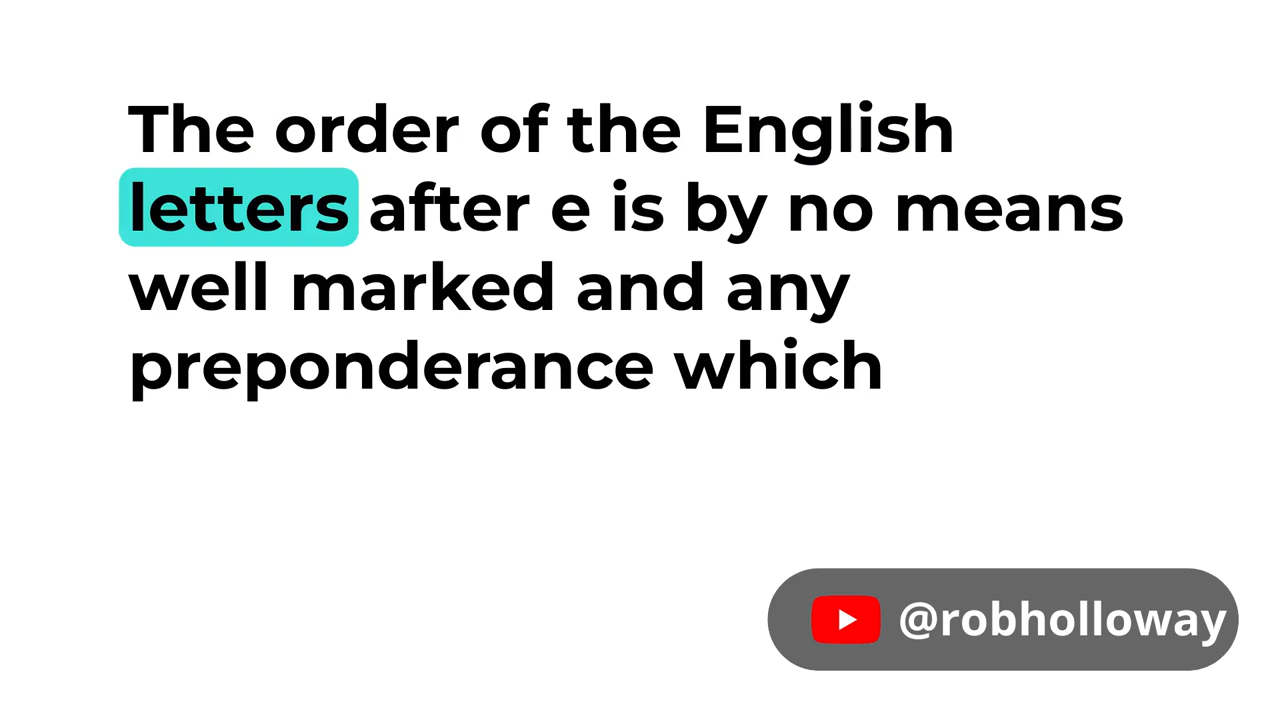 The order of the English
letters after e is by no means
well marked and any
preponderance which
@robholloway